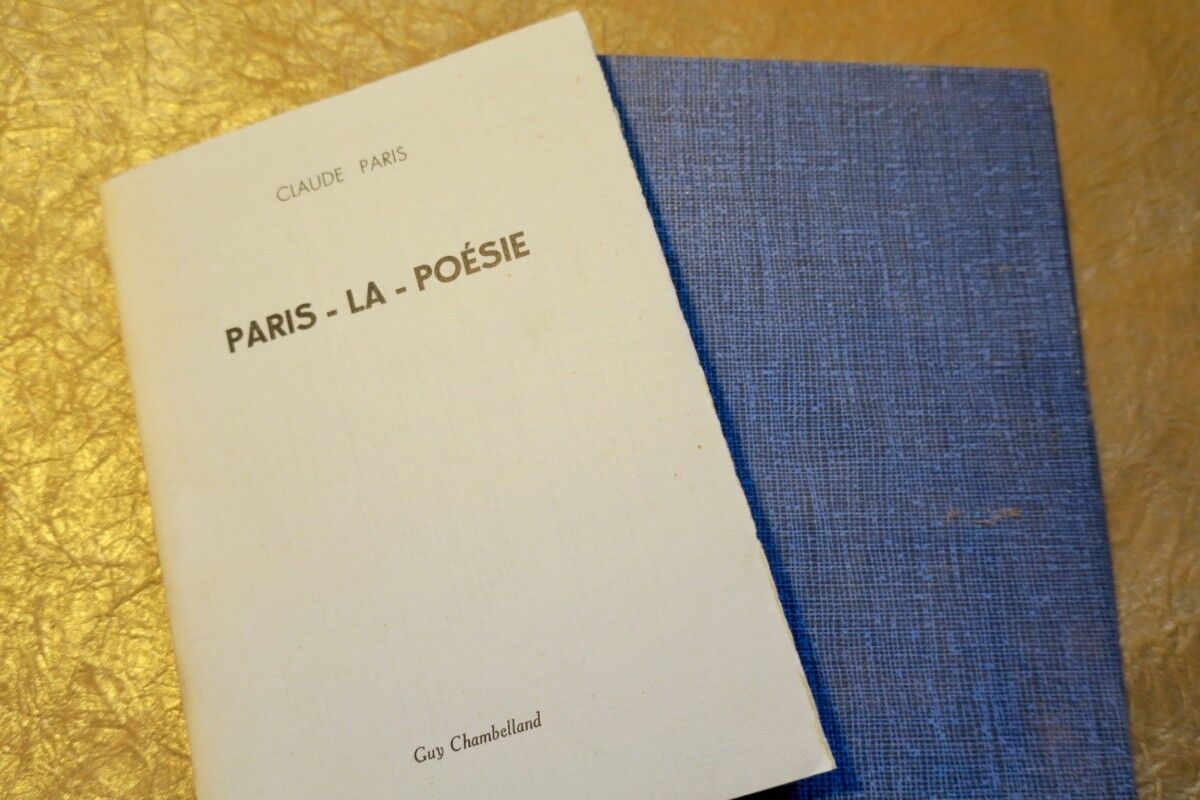 CLAUDE PARIS
PARIS - LA - POÉSIE
Guy Chambelland